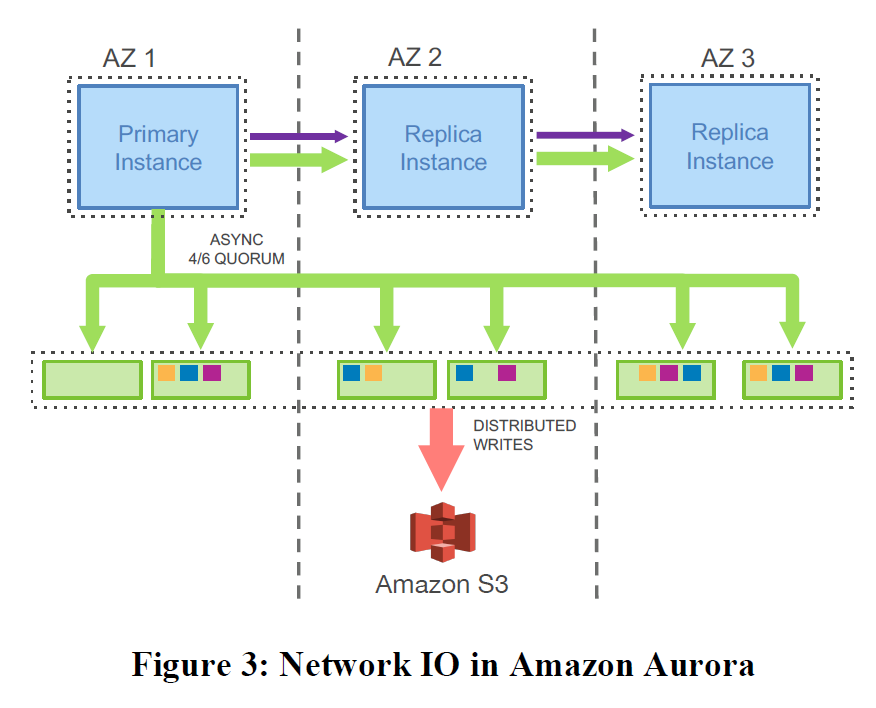 AZ 1
AZ 2
AZ 3
Primary
Instance
Replica
Instance
Replica
Instance
ASYNC
4/6 QUORUM
DISTRIBUTED
WRITES
Amazon S3
Figure 3: Network IO in Amazon Aurora